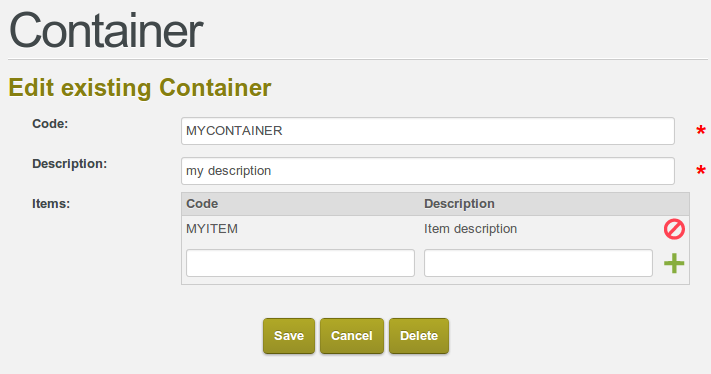 Container
Edit existing Container
Code: MYCONTAINER *
Description: my description *
Items: Code Description
MYITEM Item description
Save Cancel Delete